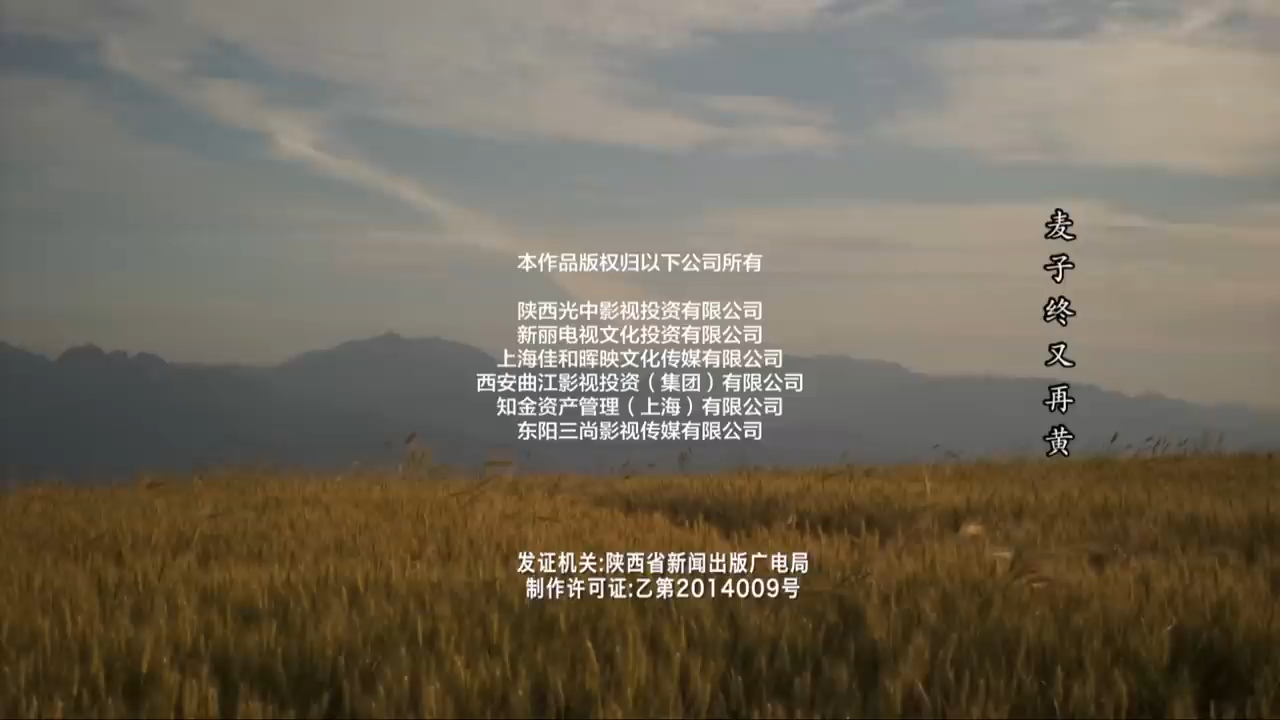 本作品版权归以下公司所有
陕西光中影视投资有限公司
新丽电视文化投资有限公司
上海佳和晖映文化传媒有限公司
西安曲江影视投资（集团）有限公司
知金资产管理（上海）有限公司
东阳三尚影视传媒有限公司
麦子终又再黄
发证机关:陕西省新闻出版广电局
制作许可证:乙第2014009号